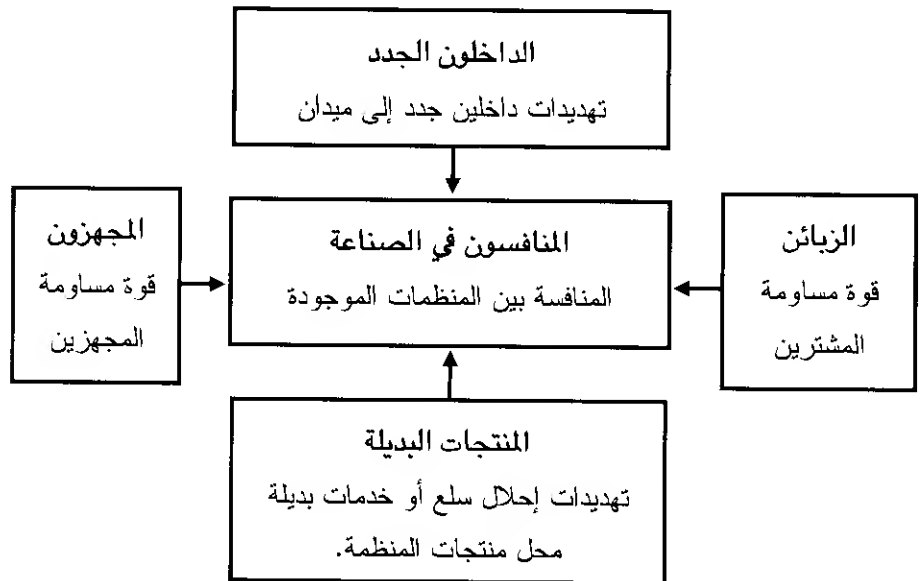 الداخلون الجدد
تهديدات داخلين جدد إلى ميدان
الزبائن
قوة مساومة
المشترين
المنافسون في الصناعة
المنافسة بين المنظمات الموجودة
المجهزون
قوة مساومة
المجهزين
المنتجات البديلة
تهديدات إحلال سلع أو خدمات بديلة
محل منتجات المنظمة.